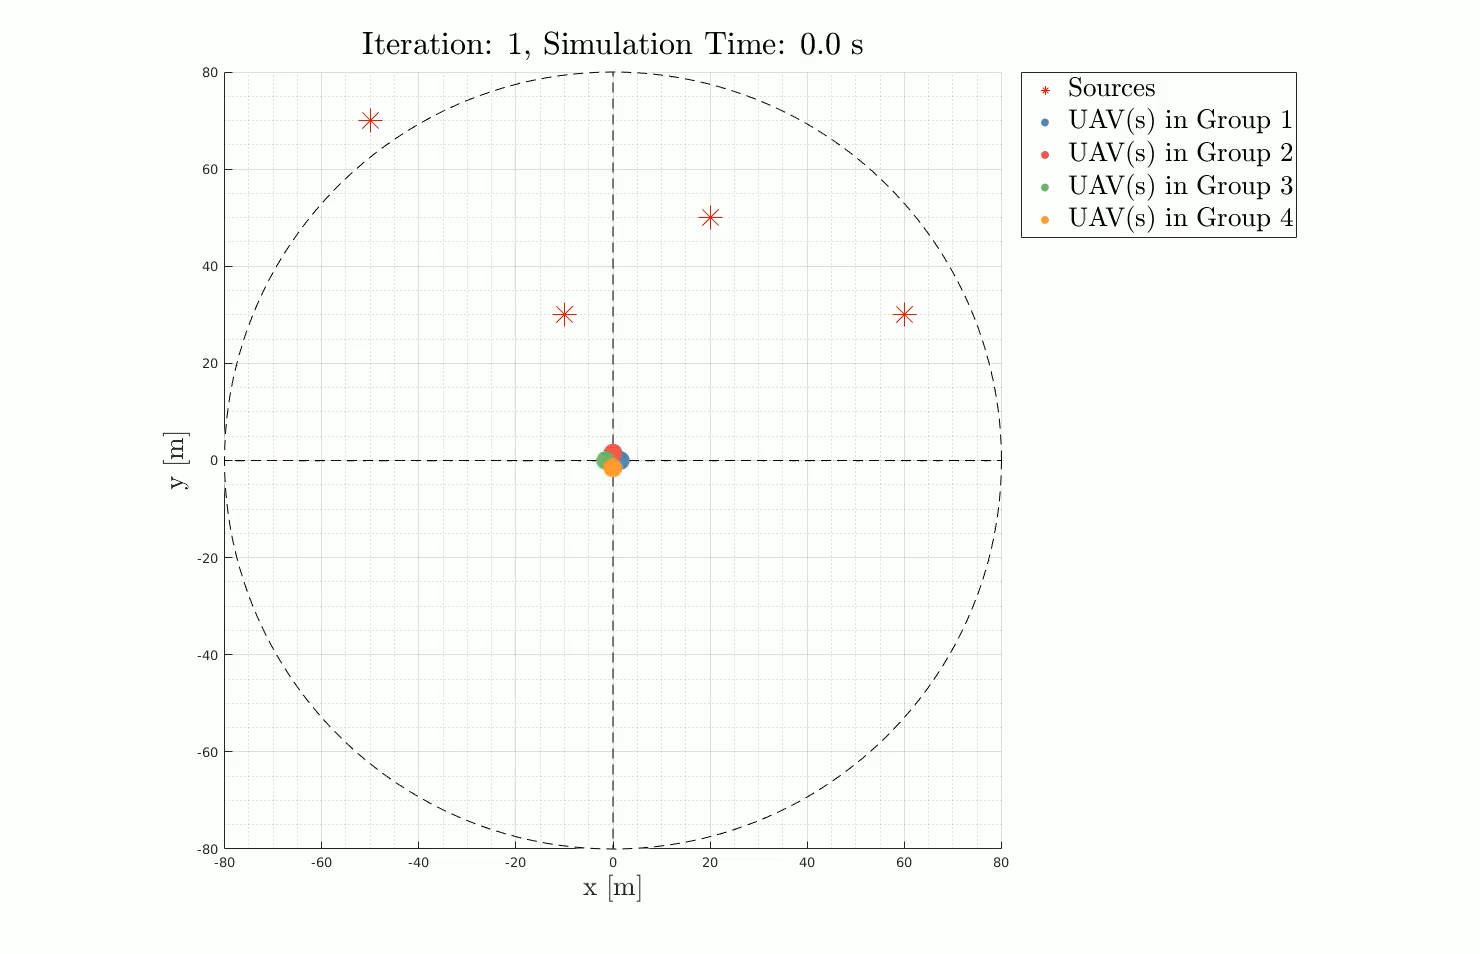 Iteration: 1, Simulation Time: 0.0 s
Sources
UAV(s) in Group 1
UAV(s) in Group 2
UAV(s) in Group 3
UAV(s) in Group 4
80
60
40
20
0
-20
-40
-60
-80
y [m]
-80 -60 -40 -20 0 20 40 60 80
x [m]